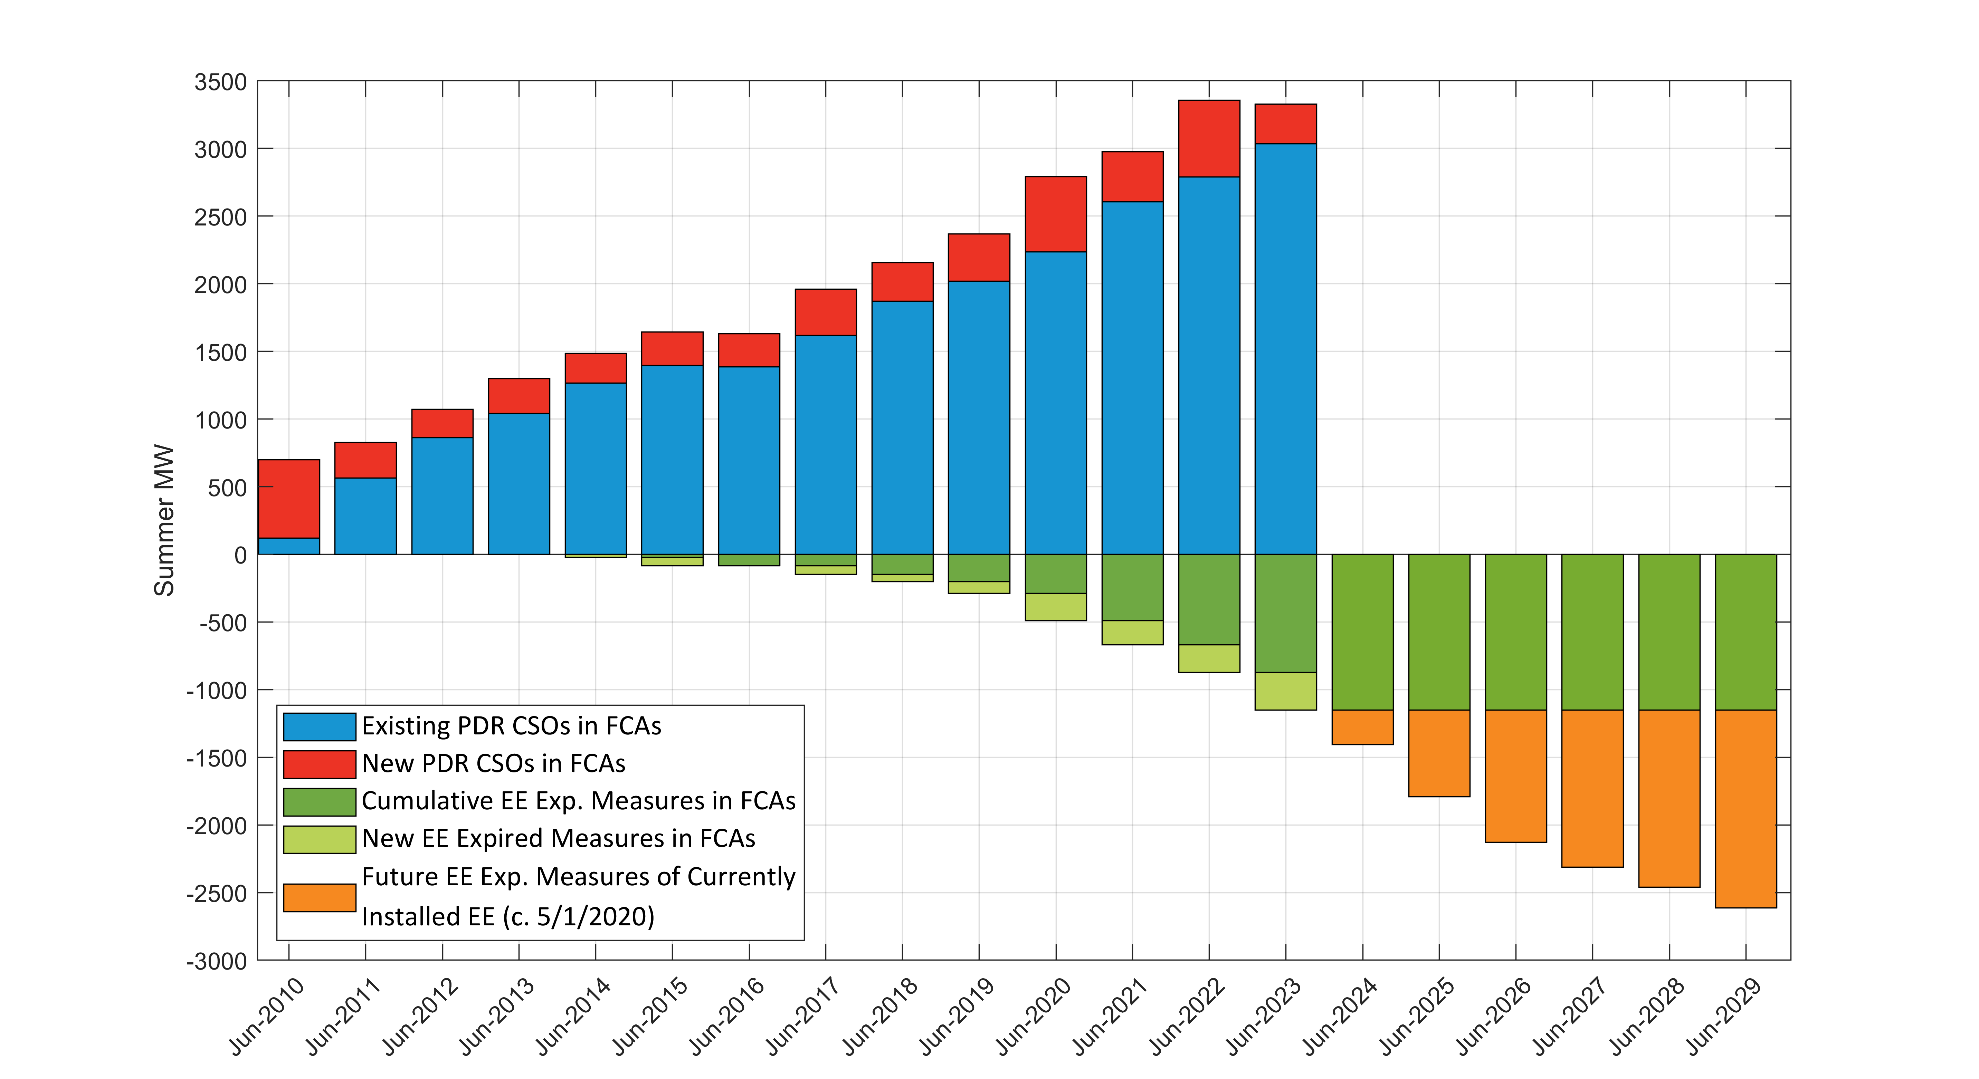 3500
3000
2500
2000
1500
1000
500
0
-500
-1000
-1500
-2000
-2500
-3000
Summer MW
Existing PDR CSOs in FCAs
New PDR CSOs in FCAs
Cumulative EE Exp. Measures in FCAs
New EE Expired Measures in FCAs
Future EE Exp. Measures of Currently
Installed EE (c. 5/1/2020)
Jun-2010
Jun-2011
Jun-2012
Jun-2013
Jun-2014
Jun-2015
Jun-2016
Jun-2017
Jun-2018
Jun-2019
Jun-2020
Jun-2021
Jun-2022
Jun-2023
Jun-2024
Jun-2025
Jun-2026
Jun-2027
Jun-2028
Jun-2029